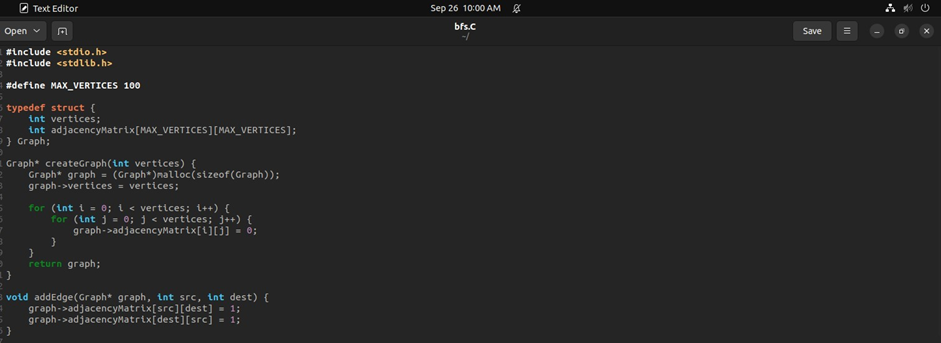 Text Editor
Sep 26 10:00 AM
Open
bfs.C
~/
Save
#include <stdio.h>
#include <stdlib.h>
#define MAX_VERTICES 100
typedef struct {
    int vertices;
    int adjacencyMatrix[MAX_VERTICES][MAX_VERTICES];
} Graph;
Graph* createGraph(int vertices) {
    Graph* graph = (Graph*)malloc(sizeof(Graph));
    graph->vertices = vertices;
    for (int i = 0; i < vertices; i++) {
        for (int j = 0; j < vertices; j++) {
            graph->adjacencyMatrix[i][j] = 0;
        }
    }
    return graph;
}
void addEdge(Graph* graph, int src, int dest) {
    graph->adjacencyMatrix[src][dest] = 1;
    graph->adjacencyMatrix[dest][src] = 1;
}